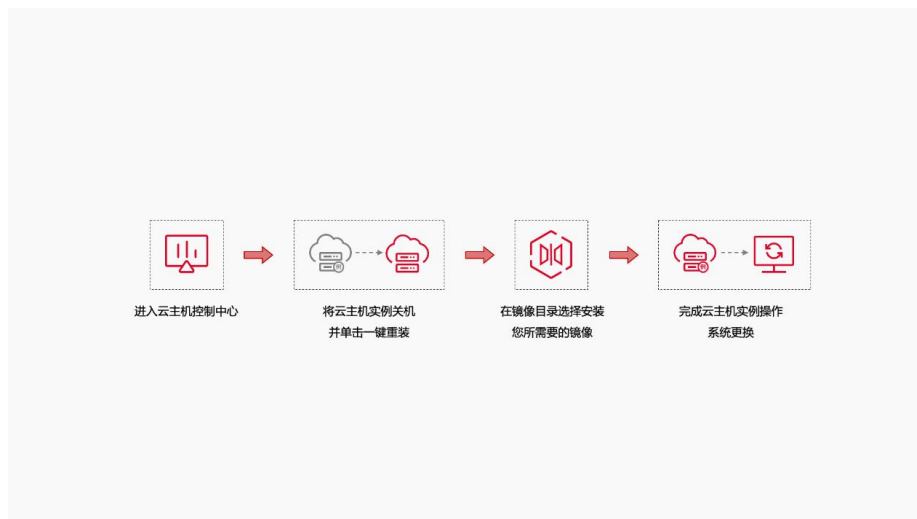 进入云主机控制中心
将云主机实例关机
并单击一键重装
在镜像目录选择安装
您所需要的镜像
完成云主机实例操作
系统更换